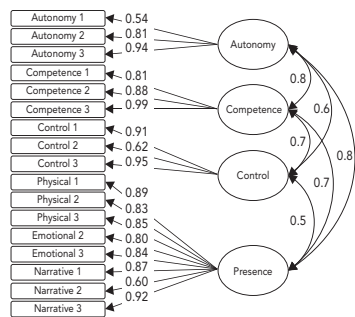 Autonomy 1 0.54
Autonomy 2 0.81
Autonomy 3 0.94
Autonomy
Competence 1 0.81
Competence 2 0.88
Competence 3 0.99
Competence
Control 1 0.91
Control 2 0.62
Control 3 0.95
Control
Physical 1 0.89
Physical 2 0.83
Physical 3 0.85
Emotional 2 0.80
Emotional 3 0.84
Narrative 1 0.87
Narrative 2 0.60
Narrative 3 0.92
Presence
0.8
0.6
0.8
0.7
0.7
0.5